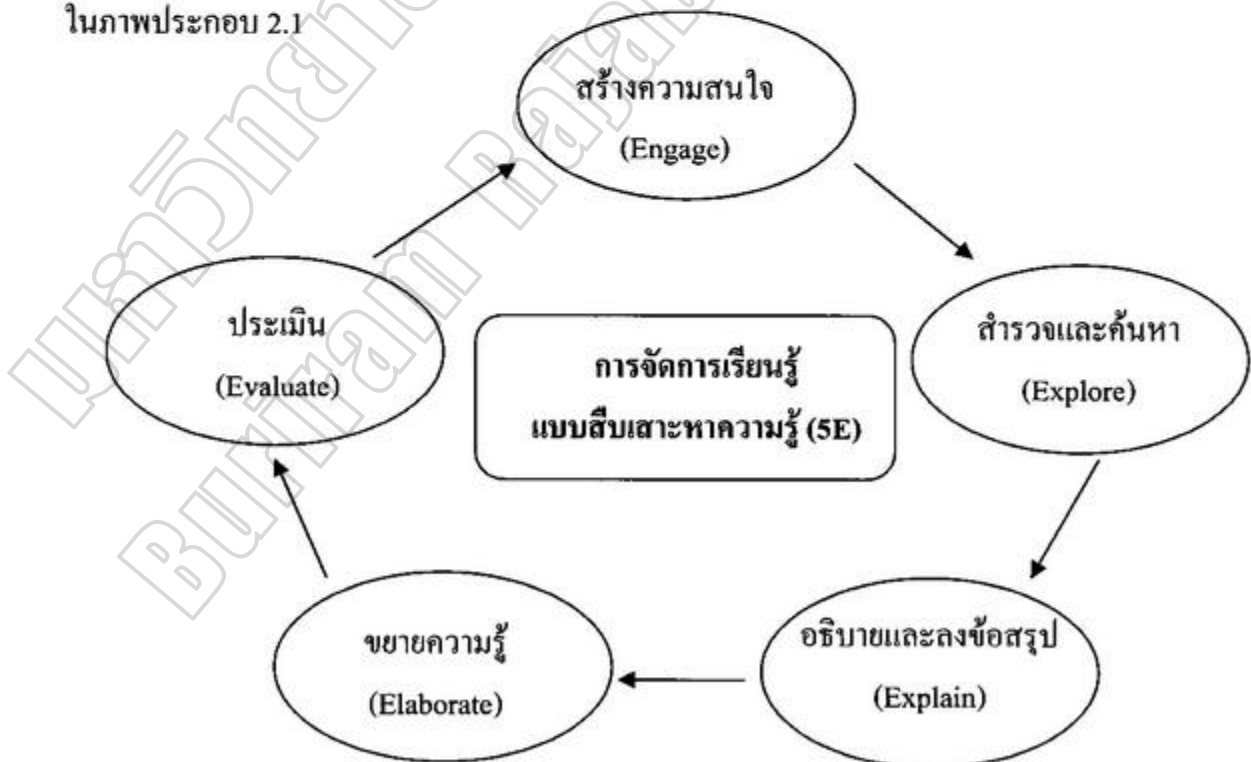 ในภาพประกอบ 2.1
สร้างความสนใจ
(Engage)
สำรวจและค้นหา
(Explore)
อธิบายและลงข้อสรุป
(Explain)
ขยายความรู้
(Elaborate)
ประเมิน
(Evaluate)
การจัดการเรียนรู้
แบบสืบเสาะหาความรู้ (5E)
Buriram Raja